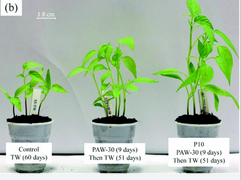 (b)
1.8 cm
Control
TW (60 days)
PAW-30 (9 days)
Then TW (51 days)
P10
PAW-30 (9 days)
Then TW (51 days)